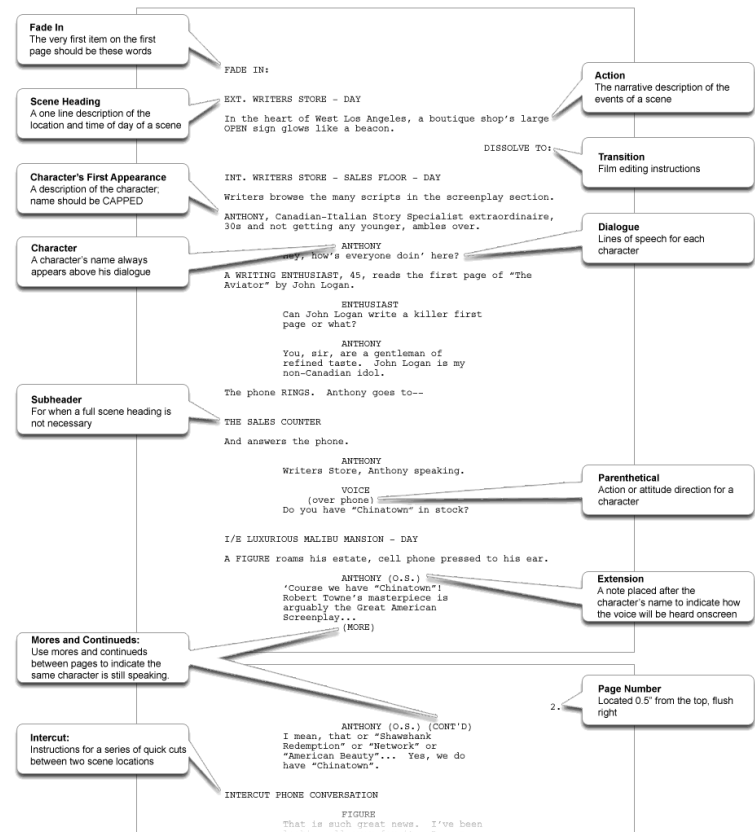 Fade In
The very first item on the first
page should be these words
FADE IN:
Scene Heading
A one line description of the
location and time of day of a scene
EXT. WRITERS STORE - DAY
In the heart of West Los Angeles, a boutique shop's large
OPEN sign glows like a beacon.
Action
The narrative description of the
events of a scene
DISSOLVE TO:
Transition
Film editing instructions
Character's First Appearance
A description of the character;
name should be CAPPED
INT. WRITERS STORE - SALES FLOOR - DAY
Writers browse the many scripts in the screenplay section.
ANTHONY, Canadian-Italian Story Specialist extraordinaire,
30s and not getting any younger, ambles over.
Character
A character's name always
appears above his dialogue
ANTHONY
Hey, how's everyone doin' here?
Dialogue
Lines of speech for each
character
A WRITING ENTHUSIAST, 45, reads the first page of "The
Aviator" by John Logan.
ENTHUSIAST
Can John Logan write a killer first
page or what?
ANTHONY
You, sir, are a gentleman of
refined taste. John Logan is my
non-Canadian idol.
The phone RINGS. Anthony goes to--
Subheader
For when a full scene heading is
not necessary
THE SALES COUNTER
And answers the phone.
ANTHONY
Writers Store, Anthony speaking.
VOICE
(over phone)
Do you have "Chinatown" in stock?
Parenthetical
Action or attitude direction for a
character
I/E LUXURIOUS MALIBU MANSION - DAY
A FIGURE roams his estate, cell phone pressed to his ear.
ANTHONY (O.S.)
'Course we have "Chinatown"!
Robert Towne's masterpiece is
arguably the Great American
Screenplay...
(MORE)
Extension
A note placed after the
character's name to indicate how
the voice will be heard onscreen
Mores and Continueds:
Use mores and continueds
between pages to indicate the
same character is still speaking.
2.
Page Number
Located 0.5" from the top, flush
right
ANTHONY (O.S.) (CONT'D)
I mean, that or "Shawshank
Redemption" or "Network" or
"American Beauty"... Yes, we do
have "Chinatown".
Intercut:
Instructions for a series of quick cuts
between two scene locations
INTERCUT PHONE CONVERSATION
FIGURE
That is such great news. I've been